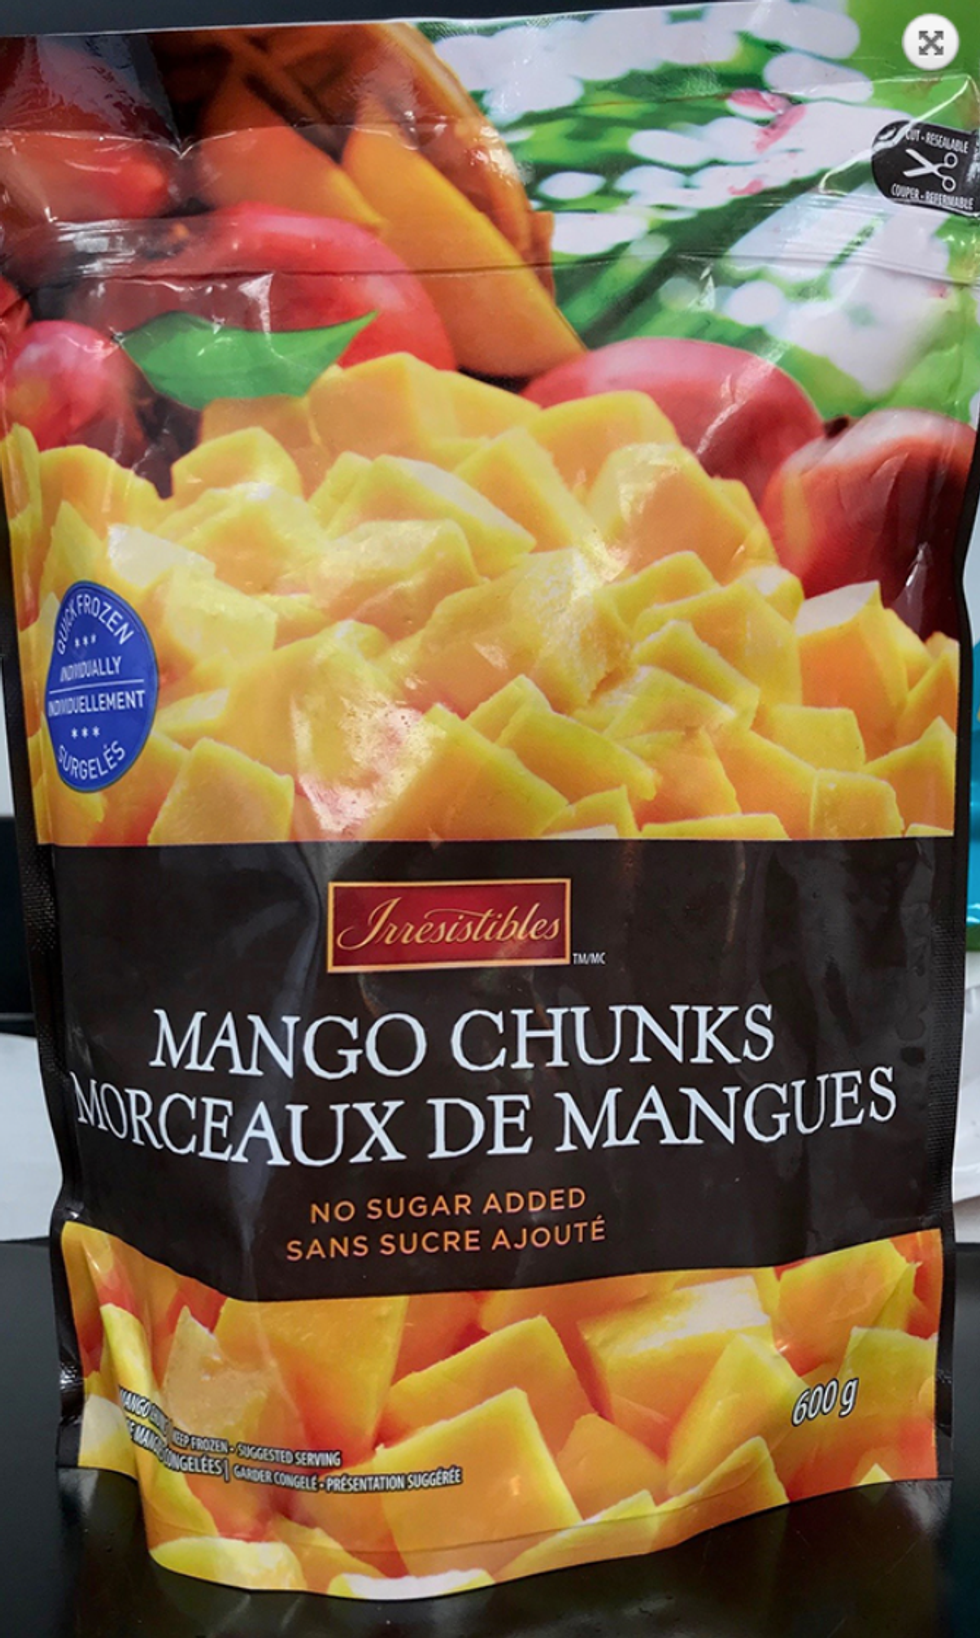 CUT - RESEALABLE
COUPER - REFERMABLE
QUICK FROZEN
INDIVIDUALLY
INDIVIDUELLEMENT
SURGELÉS
Irresistibles
TM/MC
MANGO CHUNKS
MORCEAUX DE MANGUES
NO SUGAR ADDED
SANS SUCRE AJOUTÉ
600 g
KEEP FROZEN - SUGGESTED SERVING
GARDER CONGELÉ - PRÉSENTATION SUGGÉRÉE